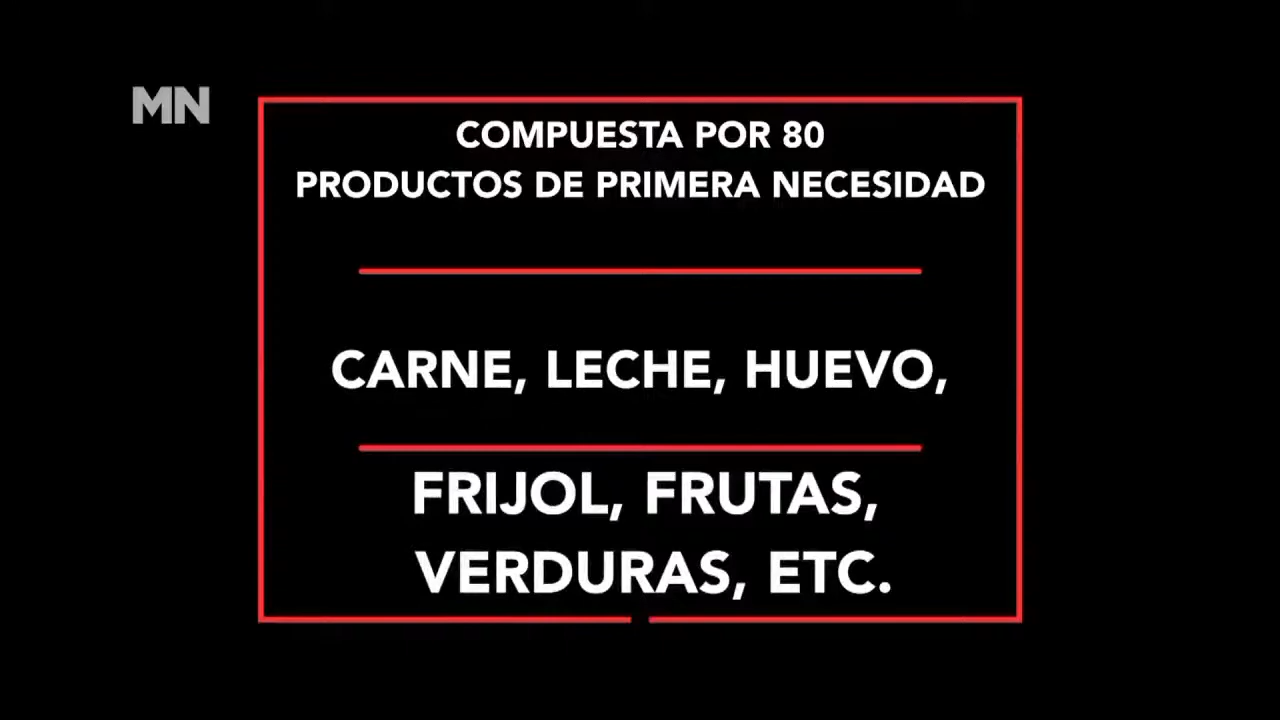 MN
COMPUESTA POR 80
PRODUCTOS DE PRIMERA NECESIDAD
CARNE, LECHE, HUEVO,
FRIJOL, FRUTAS,
VERDURAS, ETC.